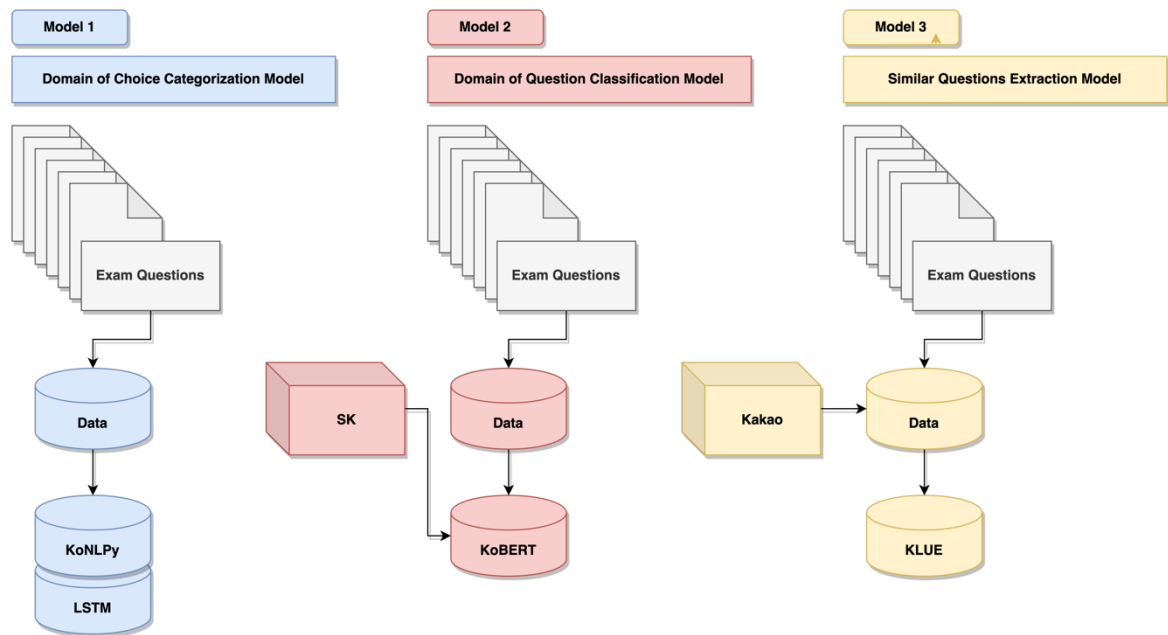 Model 1
Model 2
Model 3
Domain of Choice Categorization Model
Domain of Question Classification Model
Similar Questions Extraction Model
Exam Questions
Exam Questions
Exam Questions
Data
SK
Data
Kakao
Data
KoNLPy
KoBERT
KLUE
LSTM